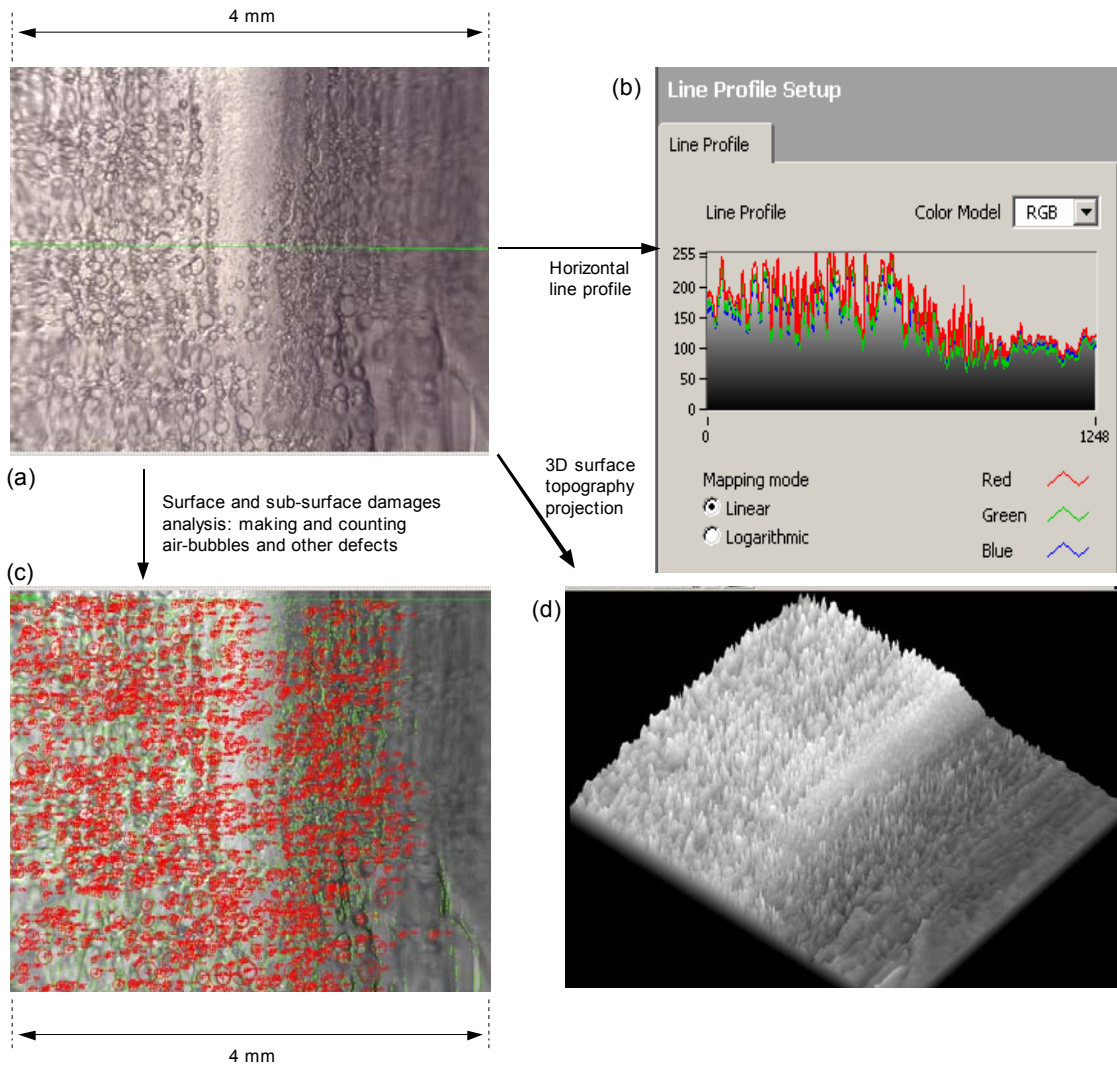 4 mm
(a)
(b)
Line Profile Setup
Line Profile
Line Profile
Color Model
RGB
255
200
150
100
50
0
0
1248
Mapping mode
Linear
Logarithmic
Red
Green
Blue
Horizontal
line profile
3D surface
topography
projection
Surface and sub-surface damages
analysis: making and counting
air-bubbles and other defects
(c)
(d)
4 mm